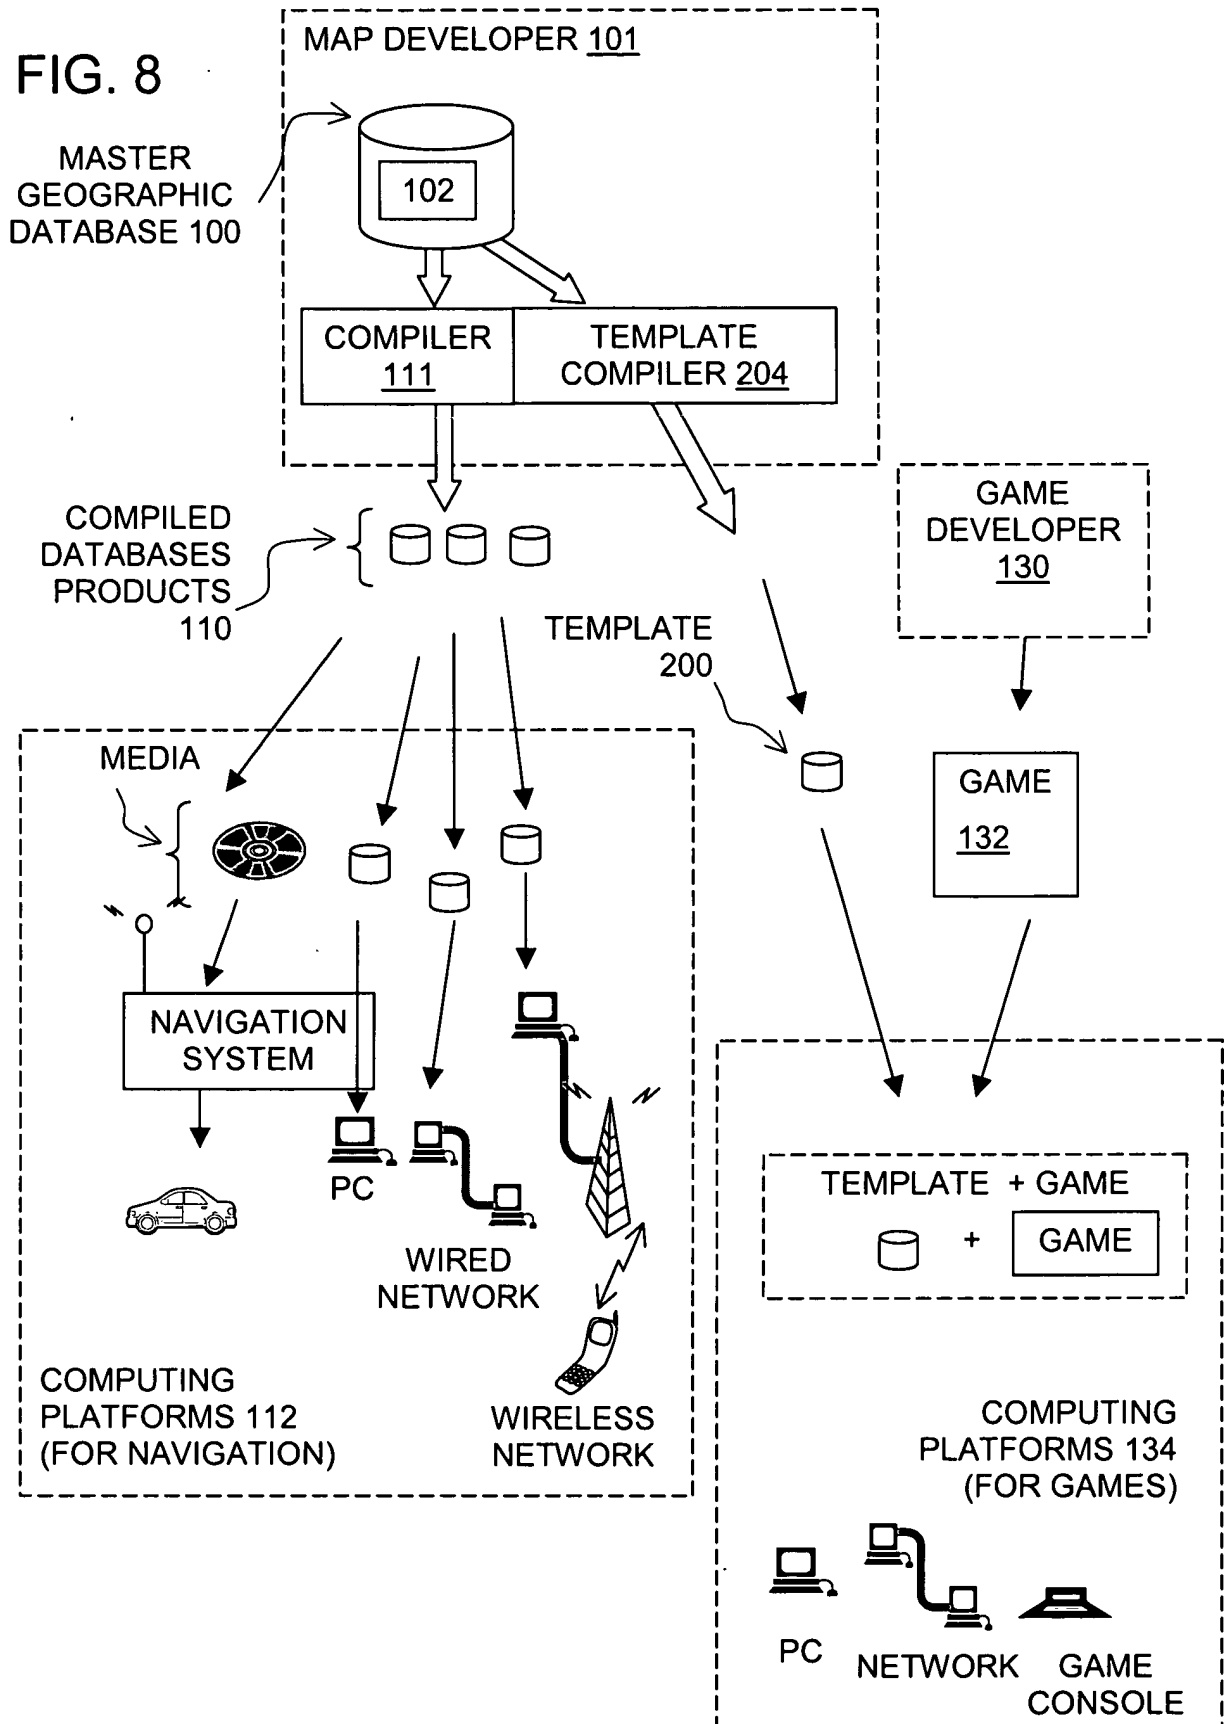 FIG. 8
MAP DEVELOPER 101
MASTER
GEOGRAPHIC
DATABASE 100
102
COMPILER
111
TEMPLATE
COMPILER 204
COMPILED
DATABASES
PRODUCTS
110
GAME
DEVELOPER
130
TEMPLATE
200
MEDIA
GAME
132
NAVIGATION
SYSTEM
PC
WIRED
NETWORK
WIRELESS
NETWORK
COMPUTING
PLATFORMS 112
(FOR NAVIGATION)
TEMPLATE + GAME
+ GAME
COMPUTING
PLATFORMS 134
(FOR GAMES)
PC
NETWORK
GAME
CONSOLE